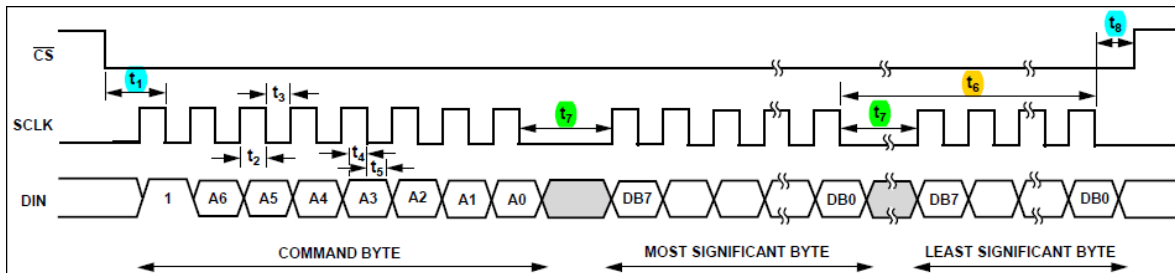 CS
t8
t1
t3
t6
SCLK
t7
t7
t2
t4
t5
DIN
1 A6 A5 A4 A3 A2 A1 A0 DB7 DB0 DB7 DB0
COMMAND BYTE MOST SIGNIFICANT BYTE LEAST SIGNIFICANT BYTE